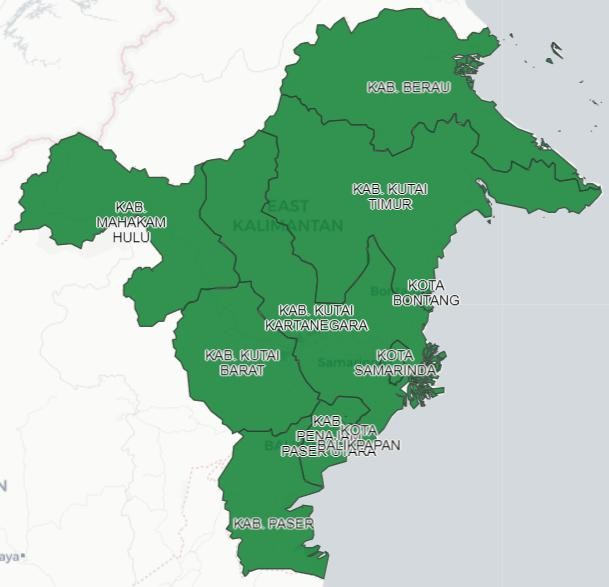 KAB. BERAU
KAB. KUTAI
TIMUR
KAB.
MAHAKAM
HULU
EAST
KALIMANTAN
KOTA
BONTANG
KAB. KUTAI
KARTANEGARA
KAB. KUTAI
BARAT
KOTA
SAMARINDA
KAB.
PENAJAM
PASER UTARA
KOTA
BALIKPAPAN
KAB. PASER
N
aya